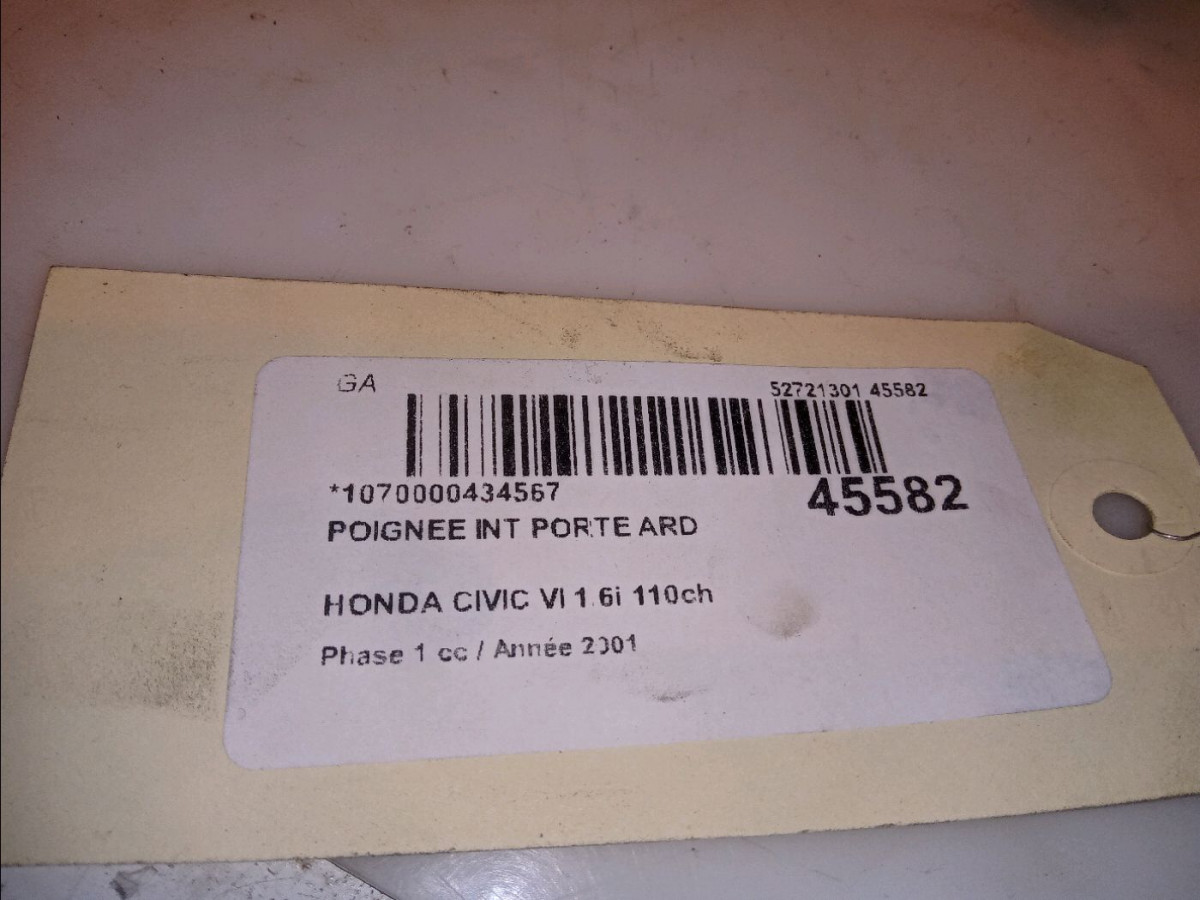 GA
52721301 45582
*1070000434567
45582
POIGNEE INT PORTE ARD
HONDA CIVIC VI 1.6i 110ch
Phase 1 cc / Année 2001